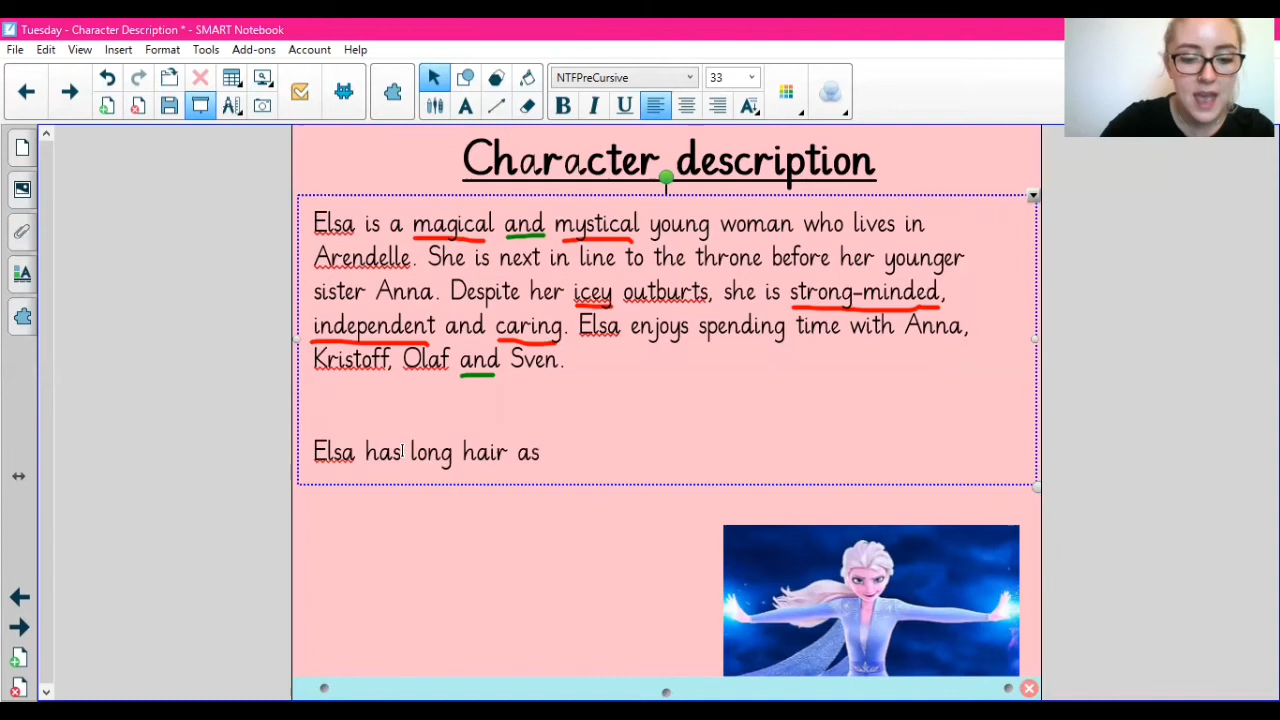 Tuesday - Character Description * - SMART Notebook
File Edit View Insert Format Tools Add-ons Account Help
NTFPreCursive 33
B I U
Character description
Elsa is a magical and mystical young woman who lives in
Arendelle. She is next in line to the throne before her younger
sister Anna. Despite her icey outburts, she is strong-minded,
independent and caring. Elsa enjoys spending time with Anna,
Kristoff, Olaf and Sven.
Elsa has long hair as